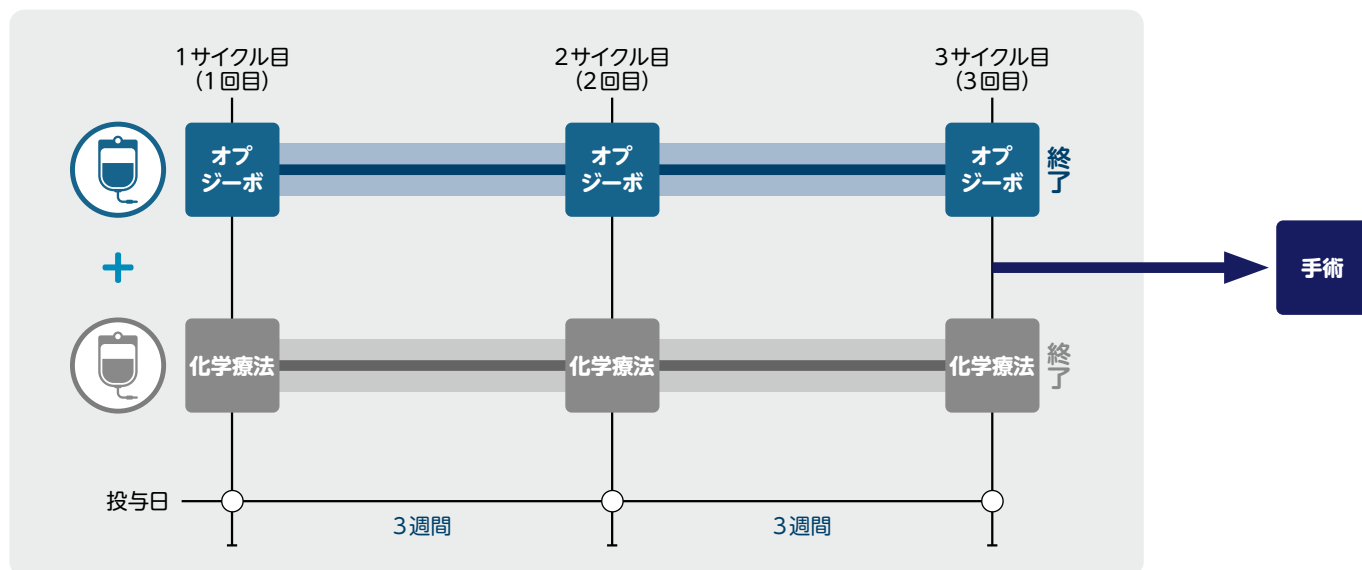 1サイクル目
(1回目)
2サイクル目
(2回目)
3サイクル目
(3回目)
オプ
ジーボ
オプ
ジーボ
オプ
ジーボ
終了
+
手術
化学療法
化学療法
化学療法
終了
投与日
3週間
3週間